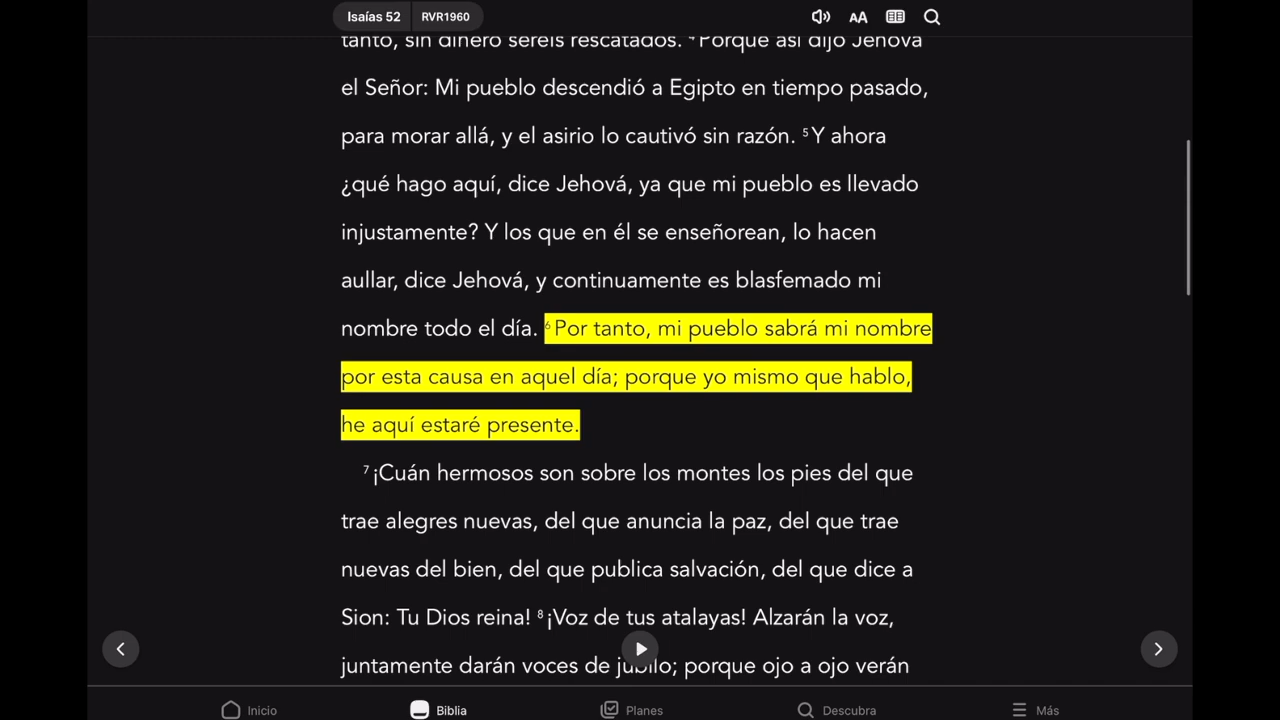 Isaías 52 RVR1960
AA
tanto, sin dinero seréis rescatados. ⁴Porque así dijo Jehová
el Señor: Mi pueblo descendió a Egipto en tiempo pasado,
para morar allá, y el asirio lo cautivó sin razón. ⁵Y ahora
¿qué hago aquí, dice Jehová, ya que mi pueblo es llevado
injustamente? Y los que en él se enseñorean, lo hacen
aullar, dice Jehová, y continuamente es blasfemado mi
nombre todo el día. ⁶Por tanto, mi pueblo sabrá mi nombre
por esta causa en aquel día; porque yo mismo que hablo,
he aquí estaré presente.
⁷¡Cuán hermosos son sobre los montes los pies del que
trae alegres nuevas, del que anuncia la paz, del que trae
nuevas del bien, del que publica salvación, del que dice a
Sion: Tu Dios reina! ⁸¡Voz de tus atalayas! Alzarán la voz,
juntamente darán voces de júbilo; porque ojo a ojo verán
Inicio Biblia Planes Descubra Más